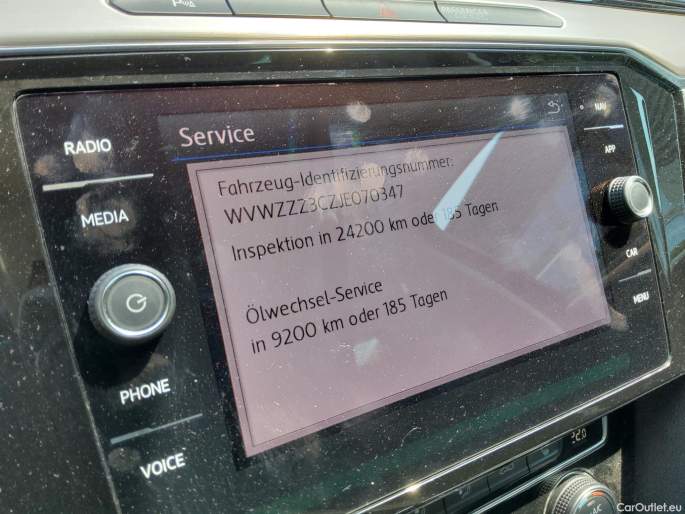 RADIO
MEDIA
PHONE
VOICE
Service
Fahrzeug-Identifizierungsnummer:
WVWZZZ3CZJE070347
Inspektion in 24200 km oder 185 Tagen
Ölwechsel-Service
in 9200 km oder 185 Tagen
NAV
APP
CAR
MENU
A/C
CarOutlet.eu